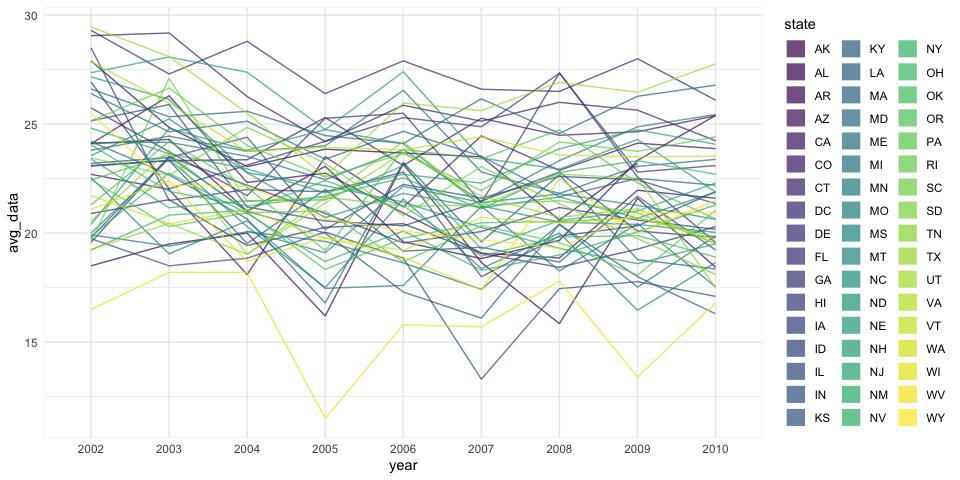 30
25
20
15
avg_data
2002 2003 2004 2005 2006 2007 2008 2009 2010
year
state
AK KY NY
AL LA OH
AR MA OK
AZ MD OR
CA ME PA
CO MI RI
CT MN SC
DC MO SD
DE MS TN
FL MT TX
GA NC UT
HI ND VA
IA NE VT
ID NH WA
IL NJ WI
IN NM WV
KS NV WY